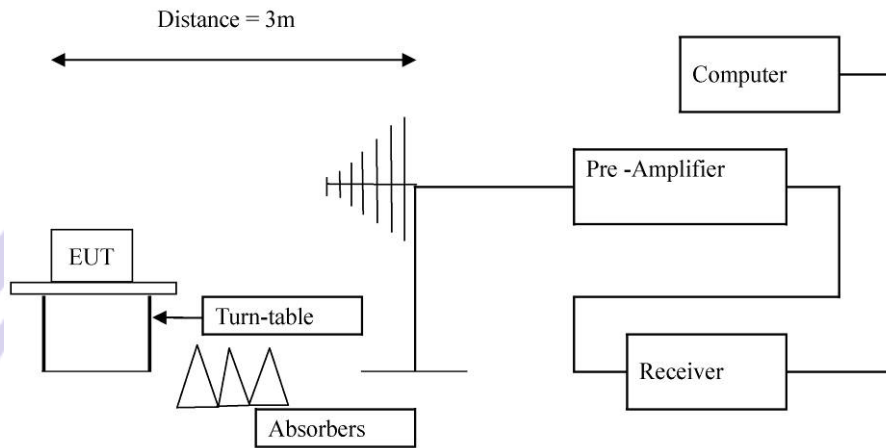 Distance = 3m
Computer
Pre -Amplifier
EUT
Turn-table
Receiver
Absorbers